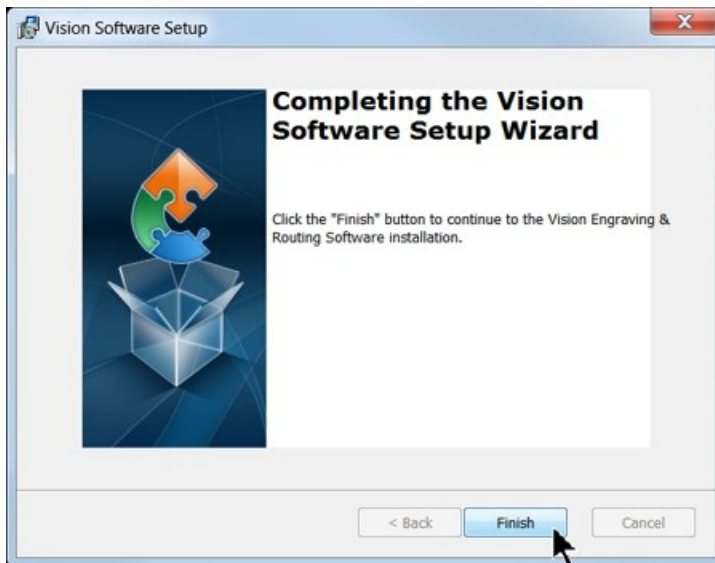 Vision Software Setup
Completing the Vision
Software Setup Wizard
Click the "Finish" button to continue to the Vision Engraving &
Routing Software installation.
< Back
Finish
Cancel